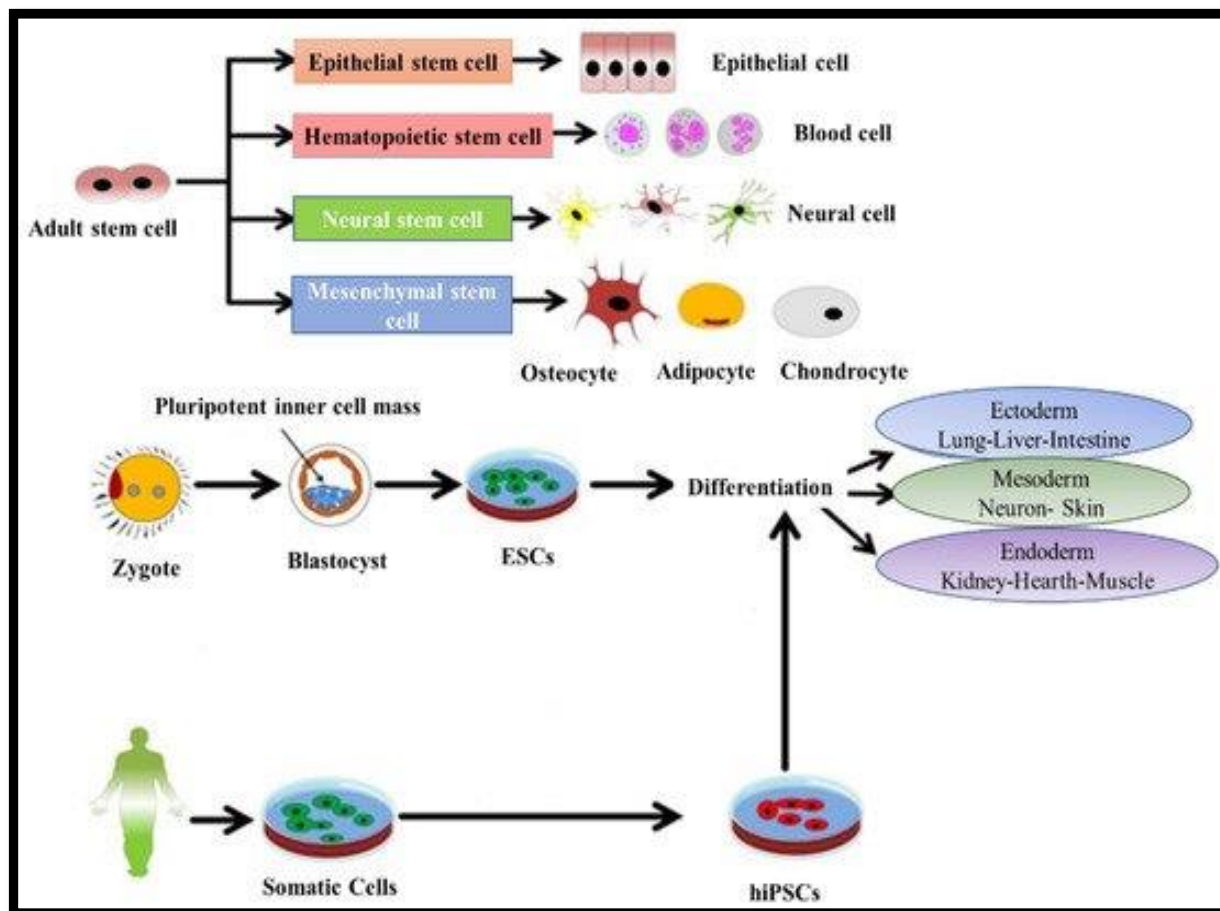 Epithelial stem cell
Epithelial cell
Hematopoietic stem cell
Blood cell
Adult stem cell
Neural stem cell
Neural cell
Mesenchymal stem
cell
Osteocyte
Adipocyte
Chondrocyte
Pluripotent inner cell mass
Zygote
Blastocyst
ESCs
Differentiation
Ectoderm
Lung-Liver-Intestine
Mesoderm
Neuron- Skin
Endoderm
Kidney-Hearth-Muscle
Somatic Cells
hiPSCs